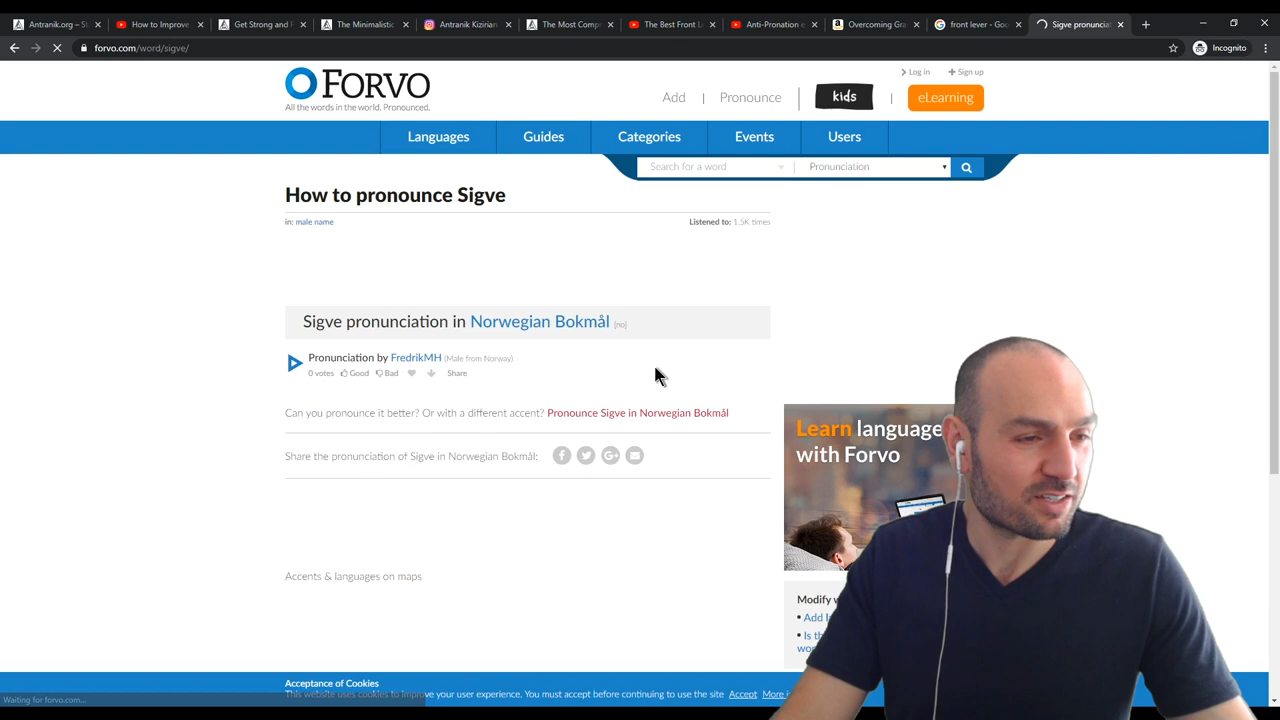 Antranik.org – St
How to Improve
Get Strong and F
The Minimalistic
Antranik Kizirian
The Most Comp
The Best Front L
Anti-Pronation e
Overcoming Gra
front lever - Goo
Sigve pronuncia
forvo.com/word/sigve/
Incognito
FORVO
All the words in the world. Pronounced.
Log in
Sign up
Add
Pronounce
kids
eLearning
Languages
Guides
Categories
Events
Users
Search for a word
Pronunciation
How to pronounce Sigve
in: male name
Listened to: 1.5K times
Sigve pronunciation in Norwegian Bokmål [no]
Pronunciation by FredrikMH (Male from Norway)
0 votes Good Bad Share
Can you pronounce it better? Or with a different accent? Pronounce Sigve in Norwegian Bokmål
Share the pronunciation of Sigve in Norwegian Bokmål:
Learn language
with Forvo
Accents & languages on maps
Modify
Add
Is
Acceptance of Cookies
This website uses cookies to improve your user experience. You must accept before continuing to use the site Accept More
Waiting for forvo.com...